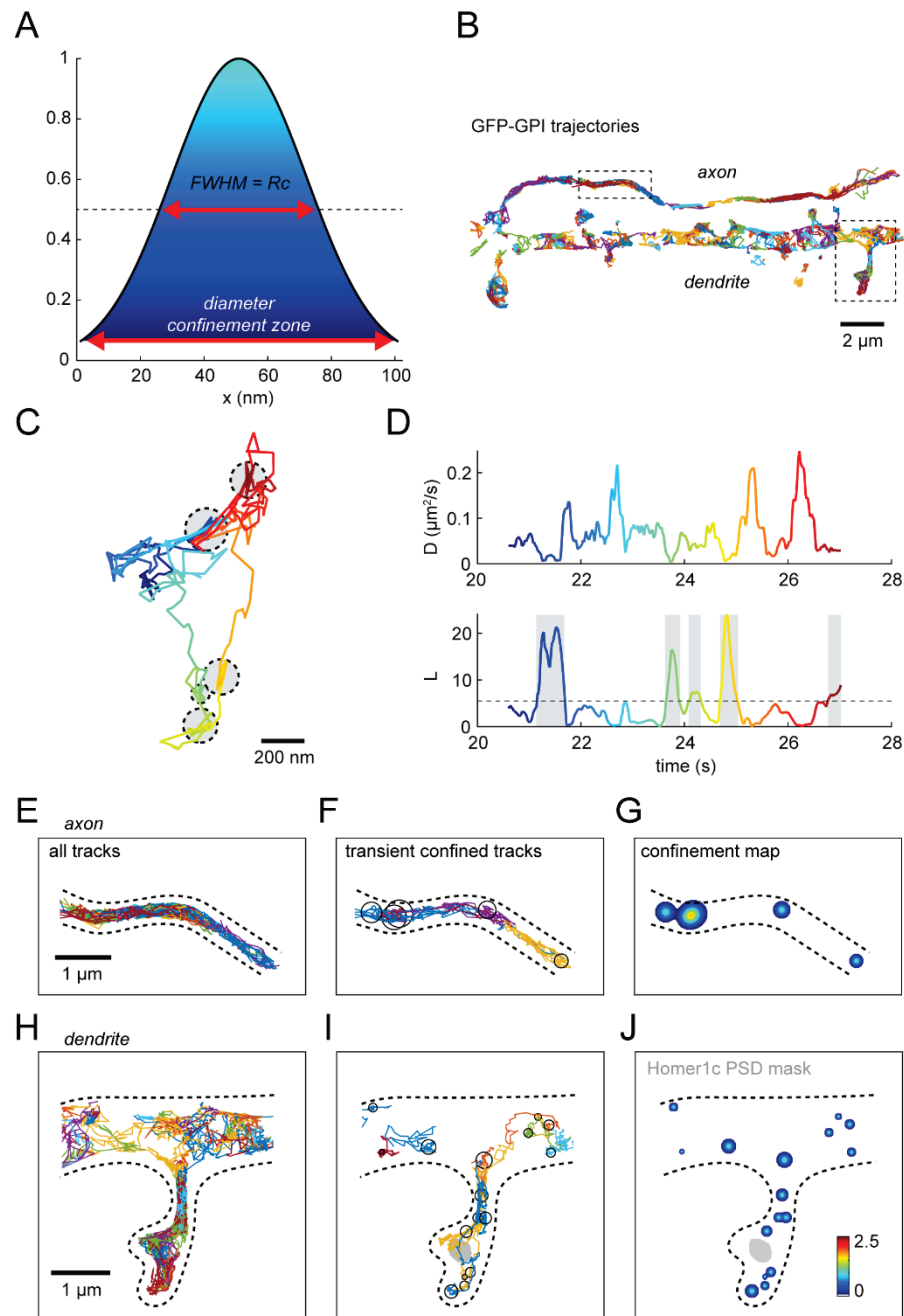 A
1
0.8
0.6
0.4
0.2
0
FWHM = Rc
diameter
confinement zone
0
20
40
60
80
100
x (nm)
B
GFP-GPI trajectories
axon
dendrite
2 µm
C
200 nm
D
D (µm²/s)
0.2
0.1
0
20
22
24
26
28
L
20
10
0
20
22
24
26
28
time (s)
E
axon
all tracks
1 µm
F
transient confined tracks
G
confinement map
H
dendrite
1 µm
I
J
Homer1c PSD mask
2.5
0